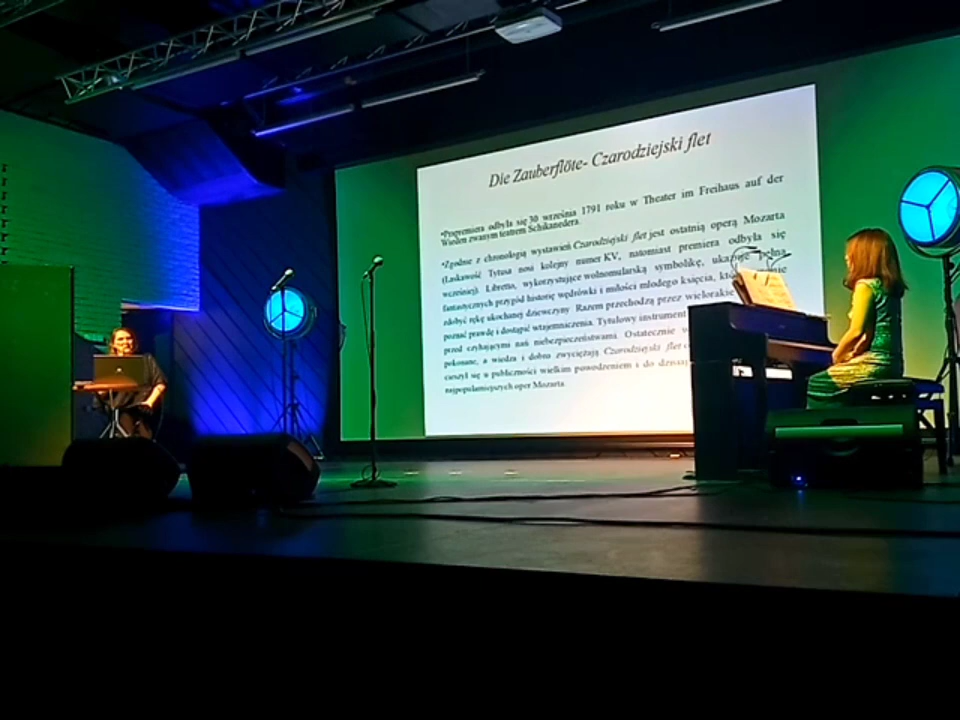 Die Zauberflöte- Czarodziejski flet
•Prapremiera odbyła się 30 września 1791 roku w Theater im Freihaus auf der
Wieden zwanym teatrem Schikanedera.
•Zgodnie z chronologią wystawień Czarodziejski flet jest ostatnią operą Mozarta
(Łaskawość Tytusa nosi kolejny numer KV, natomiast premiera odbyła się
wcześniej). Libretto, wykorzystujące wolnomularską symbolikę, ukazuje pełną
fantastycznych przygód historię wędrówki i miłości młodego księcia,
zdobyć rękę ukochanej dziewczyny Razem przechodzą przez wielorakie
poznać prawdę i dostąpić wtajemniczenia. Tytułowy instrument
przed czyhającymi nań niebezpieczeństwami. Ostatecznie
pokonane, a wiedza i dobro zwyciężają. Czarodziejski flet
cieszył się u publiczności wielkim powodzeniem i do
najpopularniejszych oper Mozarta.